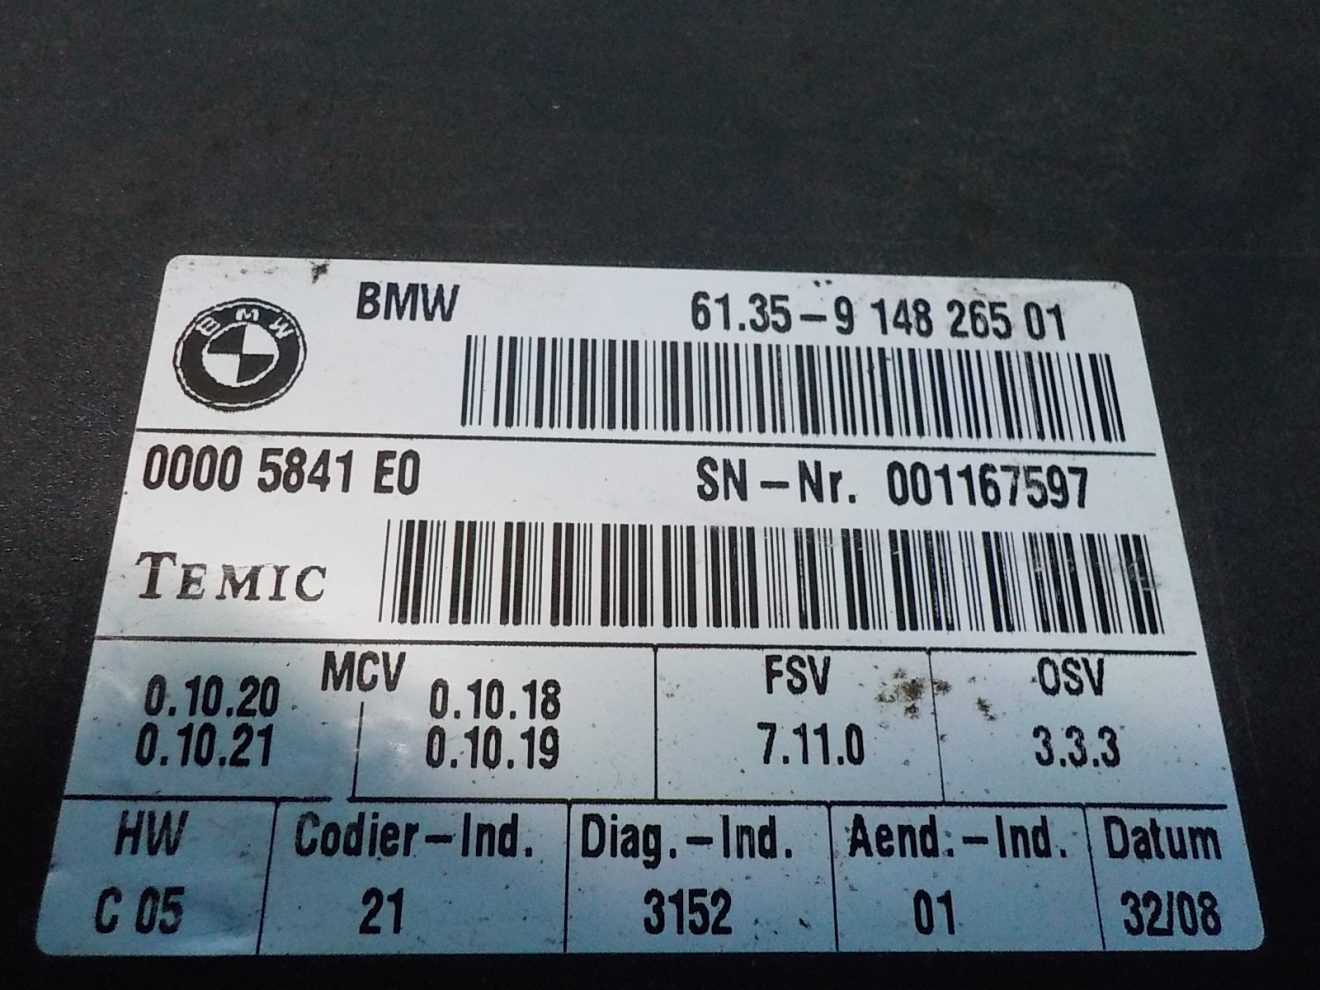 BMW
BMW 61.35-9 148 265 01
0000 5841 E0 SN-Nr. 001167597
TEMIC
MCV FSV OSV
0.10.20 0.10.18
0.10.21 0.10.19 7.11.0 3.3.3
HW Codier-Ind. Diag.-Ind. Aend.-Ind. Datum
C 05 21 3152 01 32/08